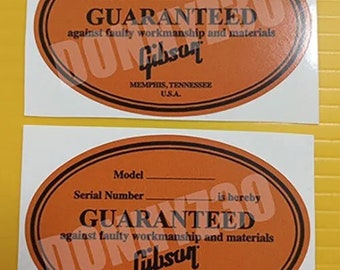 GUARANTEED
against faulty workmanship and materials
Gibson
MEMPHIS, TENNESSEE
U.S.A.
Model
Serial Number is hereby
GUARANTEED
against faulty workmanship and materials
Gibson